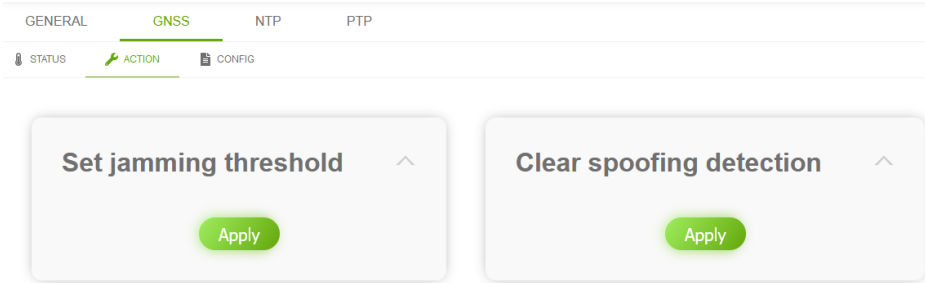 GENERAL GNSS NTP PTP
STATUS ACTION CONFIG
Set jamming threshold
Apply
Clear spoofing detection
Apply